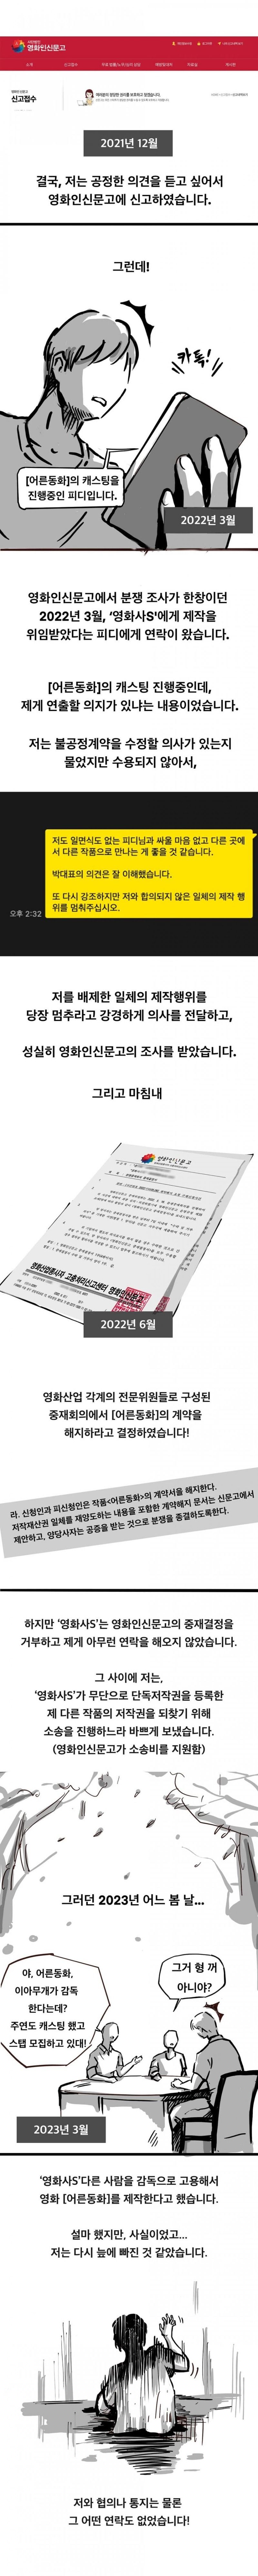 영화인신문고
소개
신고접수
자료실
게시판
신고접수
2021년 12월
결국, 저는 공정한 의견을 듣고 싶어서
영화인신문고에 신고하였습니다.
그런데!
카톡!
[어른동화]의 캐스팅을
진행중인 피디입니다.
2022년 3월
영화인신문고에서 분쟁 조사가 한창이던
2022년 3월, ‘영화사S'에게 제작을
위임받았다는 피디에게 연락이 왔습니다.
[어른동화]의 캐스팅 진행중인데,
제게 연출할 의지가 있냐는 내용이었습니다.
저는 불공정계약을 수정할 의사가 있는지
물었지만 수용되지 않아서,
저도 일면식도 없는 피디님과 싸울 마음 없고 다른 곳에
서 다른 작품으로 만나는 게 좋을 것 같습니다.
박대표의 의견은 잘 이해했습니다.
또 다시 강조하지만 저와 합의되지 않은 일체의 제작 행
위를 멈춰주십시오.
오후 2:32
저를 배제한 일체의 제작행위를
당장 멈추라고 강경하게 의사를 전달하고,
성실히 영화인신문고의 조사를 받았습니다.
그리고 마침내
영화인신문고
영화산업종사자 고충처리신고센터 영화인신문고
2022년 6월
영화산업 각계의 전문위원들로 구성된
중재회의에서 [어른동화]의 계약을
해지하라고 결정하였습니다!
라. 신청인과 피신청인은 작품<어른동화>의 계약서을 해지한다.
저작재산권 일체를 재양도하는 내용을 포함한 계약해지 문서는 신문고에서
제안하고, 양당사자는 공증을 받는 것으로 분쟁을 종결하도록한다.
하지만 ‘영화사S’는 영화인신문고의 중재결정을
거부하고 제게 아무런 연락을 해오지 않았습니다.
그 사이에 저는,
‘영화사S’가 무단으로 단독저작권을 등록한
제 다른 작품의 저작권을 되찾기 위해
소송을 진행하느라 바쁘게 보냈습니다.
(영화인신문고가 소송비를 지원함)
그러던 2023년 어느 봄 날...
야, 어른동화,
이아무개가 감독
한다는데?
주연도 캐스팅 했고
스탭 모집하고 있대!
그거 형 꺼
아니야?
2023년 3월
‘영화사S’다른 사람을 감독으로 고용해서
영화 [어른동화]를 제작한다고 했습니다.
설마 했지만, 사실이었고...
저는 다시 늪에 빠진 것 같았습니다.
저와 협의나 통지는 물론
그 어떤 연락도 없었습니다!